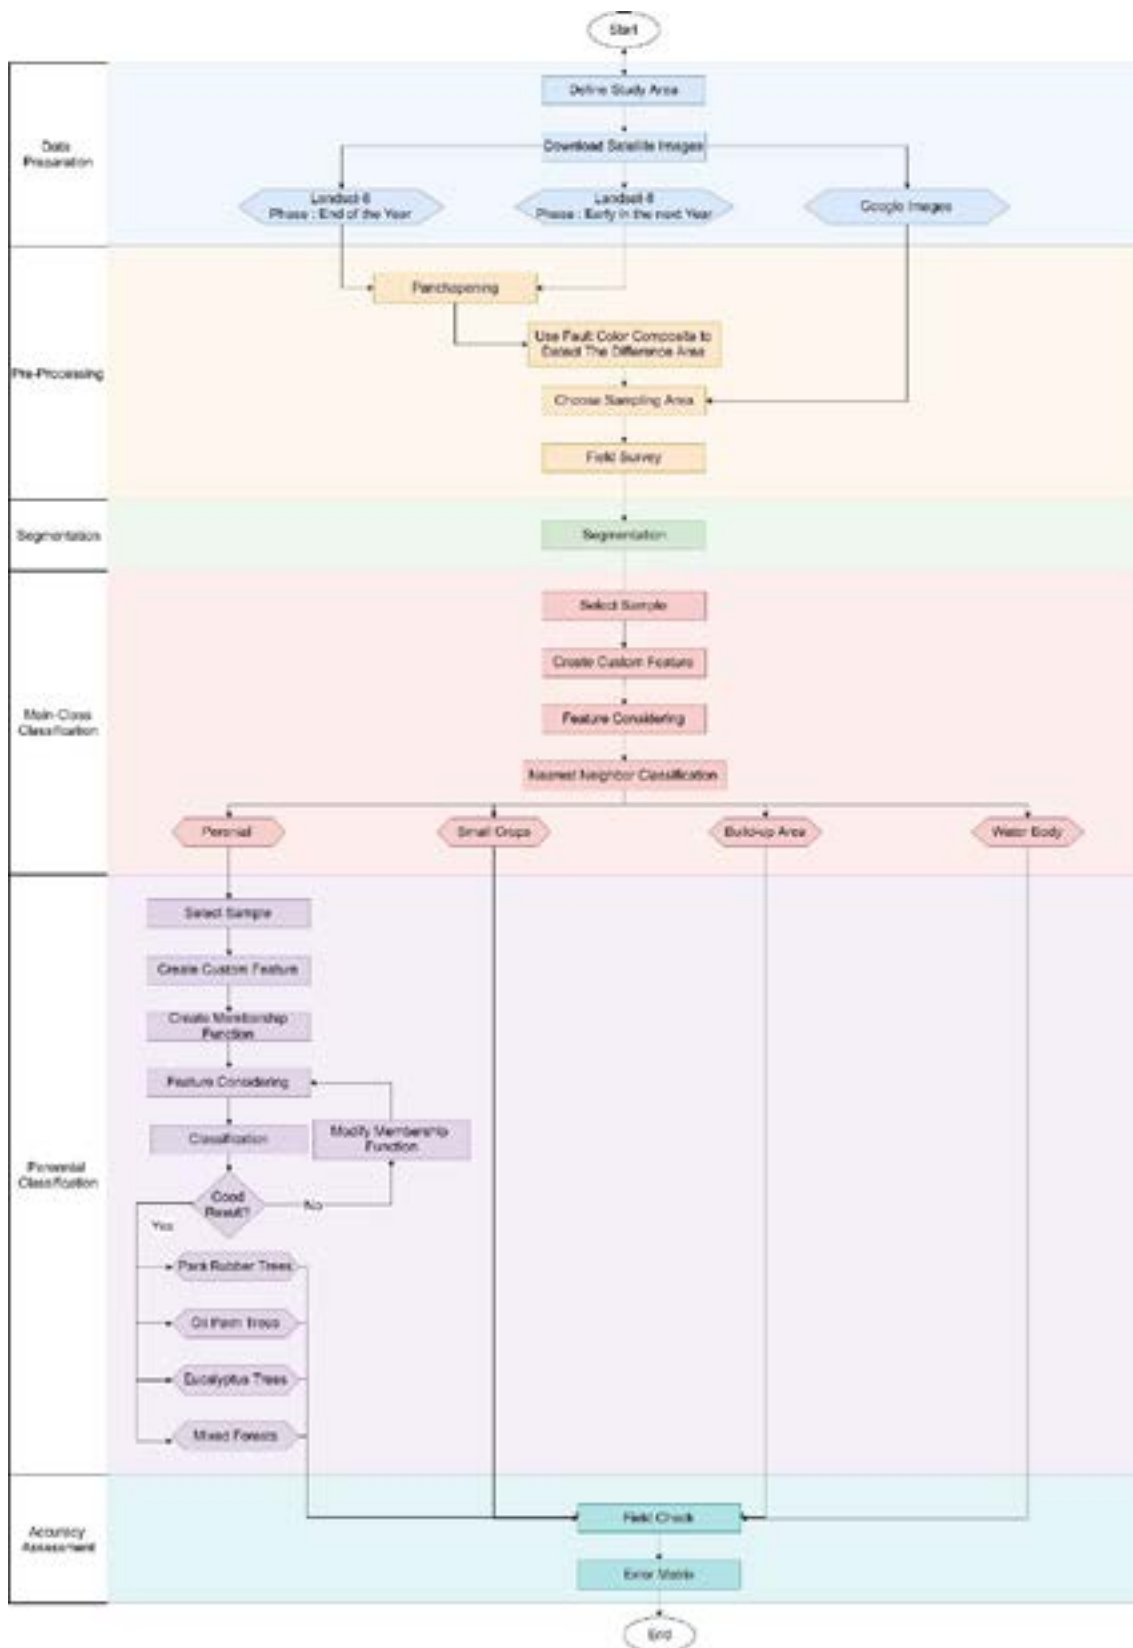 Start
Data
Preparation
Define Study Area
Download Satellite Images
Landsat-8
Phase : End of the Year
Landsat-8
Phase : Early in the next Year
Google Images
Pre-Processing
Use Fault Color Composite to
Detect The Difference Area
Choose Sampling Area
Field Survey
Segmentation
Segmentation
Main-Class
Classification
Select Sample
Create Custom Feature
Feature Considering
Nearest Neighbor Classification
Small Crops
Build-up Area
Water Body
Perennial
Classification
Select Sample
Create Custom Feature
Create Membership
Function
Feature Considering
Classification
Modify Membership
Function
Good
Result?
No
Yes
Para Rubber Trees
Oil Palm Trees
Eucalyptus Trees
Mixed Forests
Accuracy
Assessment
Field Check
Error Matrix
End